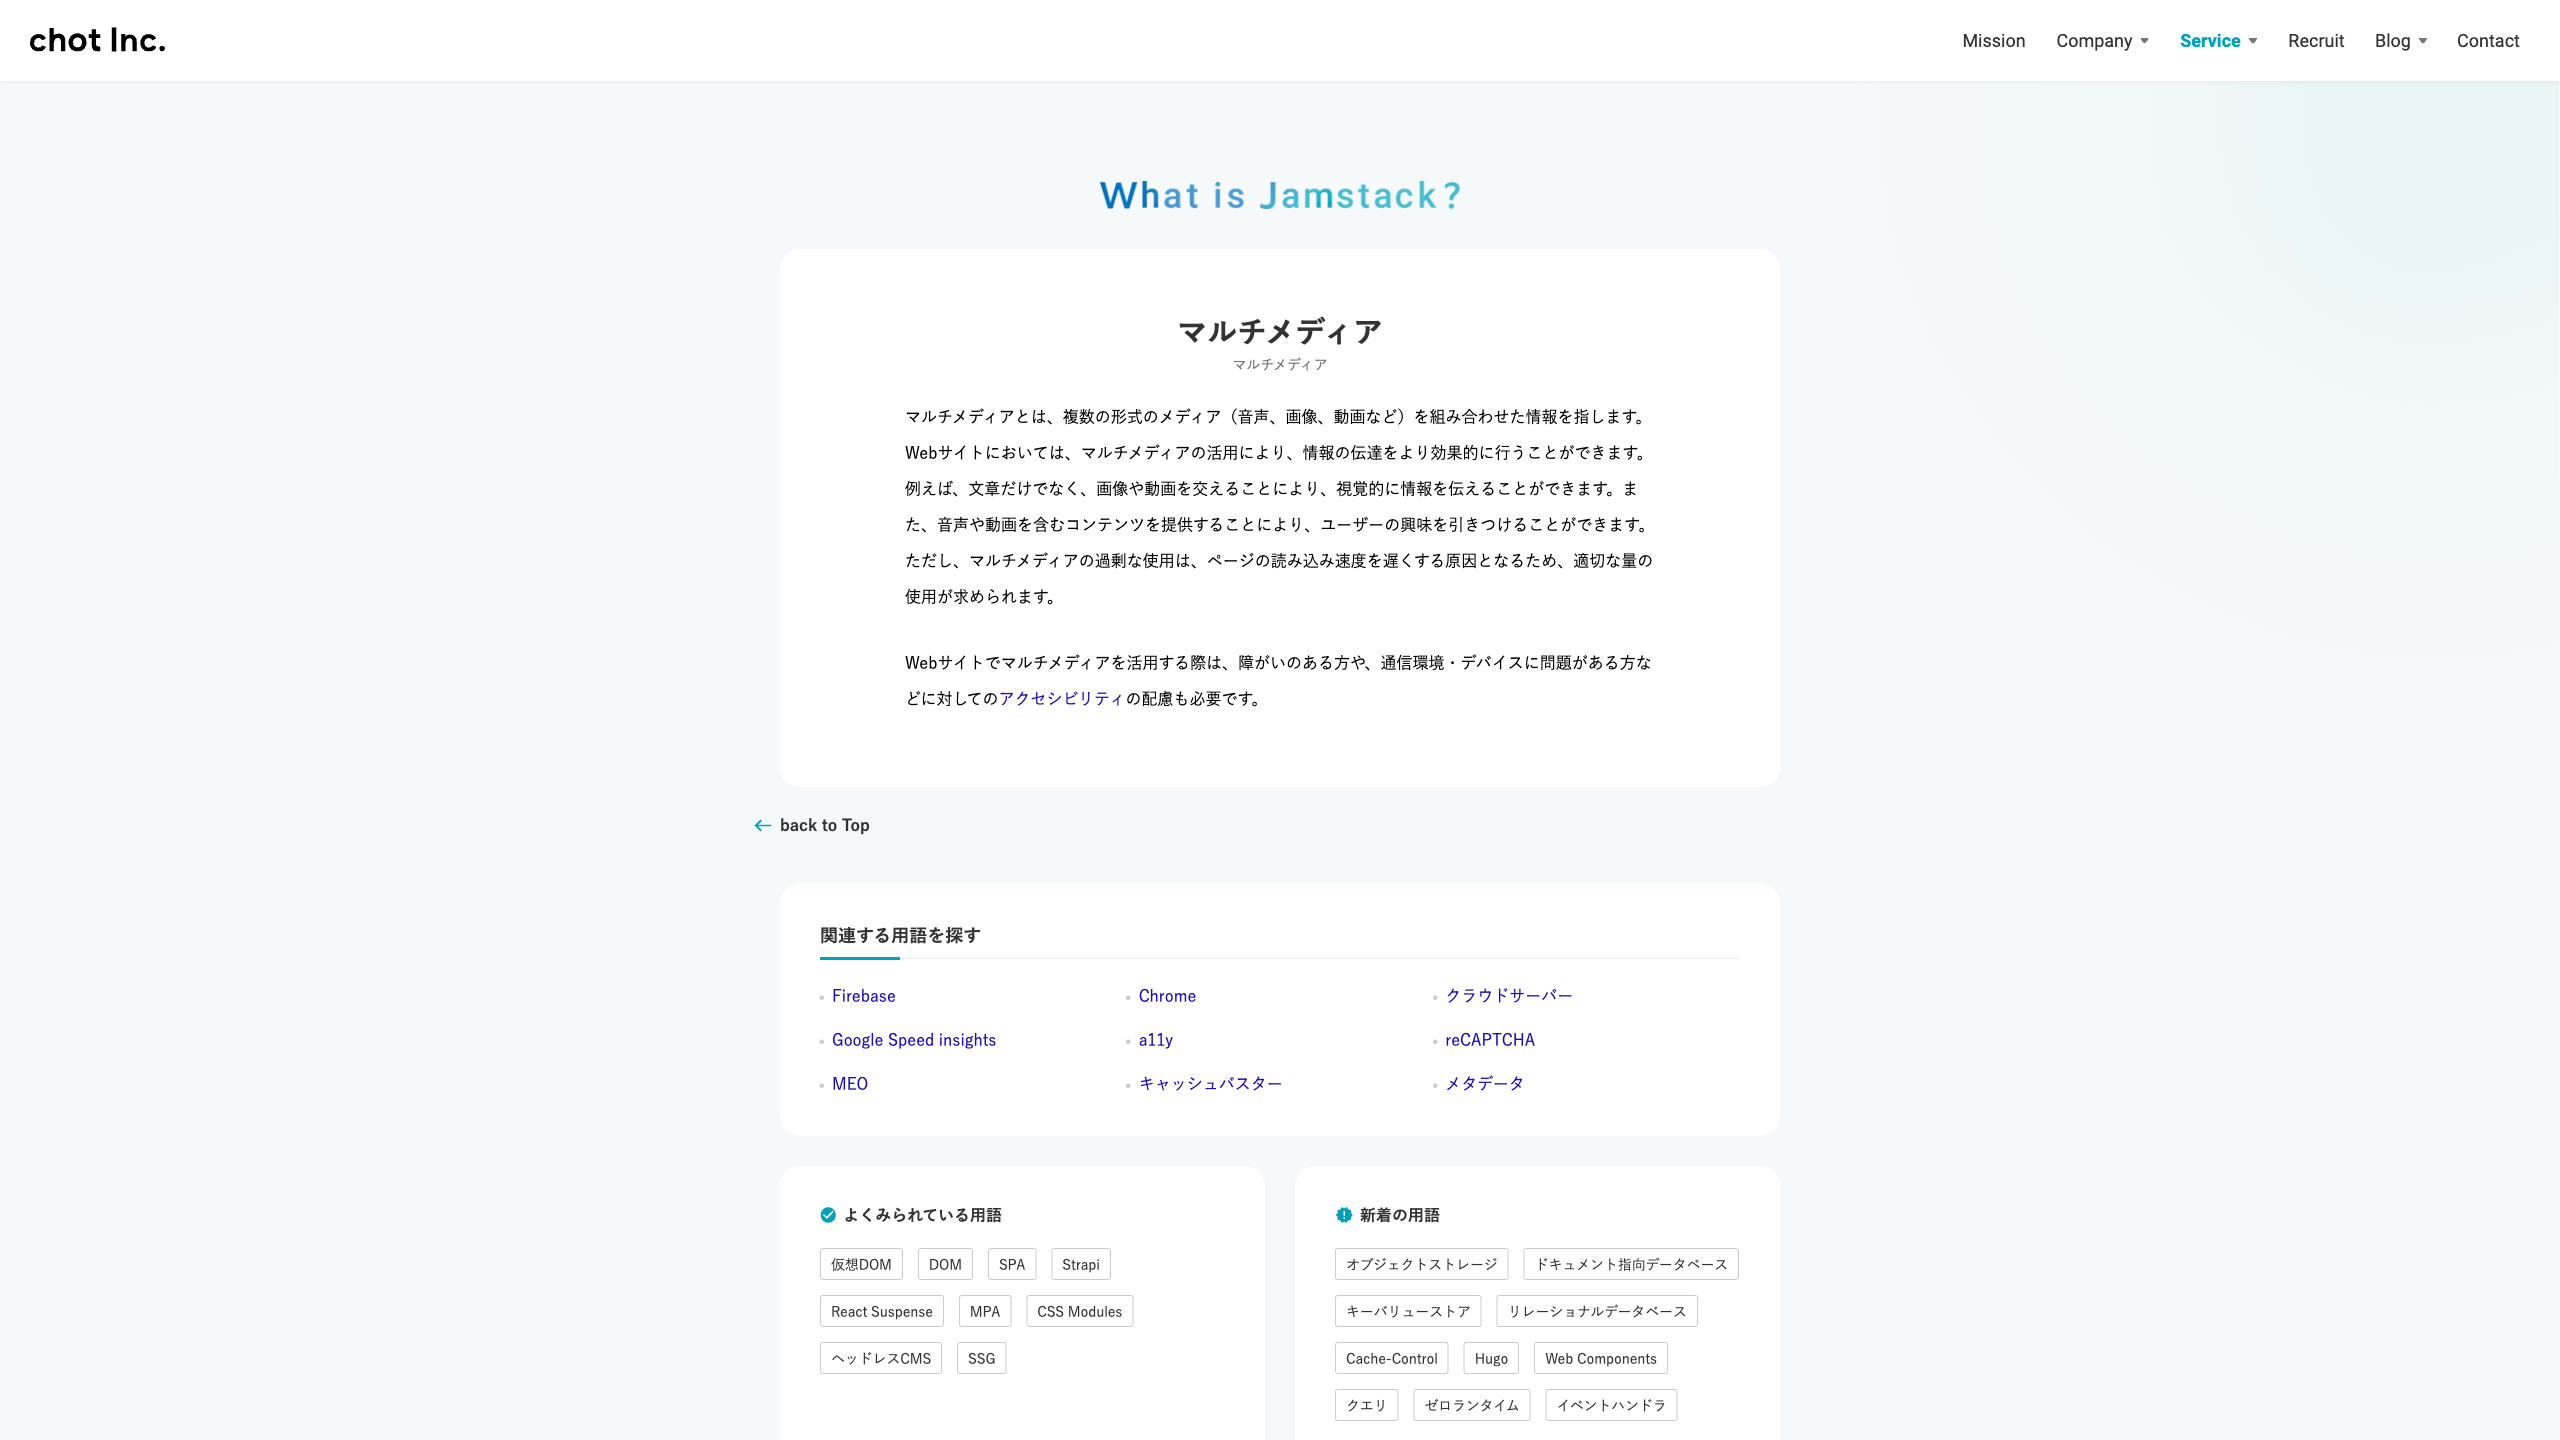 chot Inc.
Mission Company Service Recruit Blog Contact
What is Jamstack?
マルチメディア
マルチメディア
マルチメディアとは、複数の形式のメディア（音声、画像、動画など）を組み合わせた情報を指します。
Webサイトにおいては、マルチメディアの活用により、情報の伝達をより効果的に行うことができます。
例えば、文章だけでなく、画像や動画を交えることにより、視覚的に情報を伝えることができます。ま
た、音声や動画を含むコンテンツを提供することにより、ユーザーの興味を引きつけることができます。
ただし、マルチメディアの過剰な使用は、ページの読み込み速度を遅くする原因となるため、適切な量の
使用が求められます。
Webサイトでマルチメディアを活用する際は、障がいのある方や、通信環境・デバイスに問題がある方な
どに対してのアクセシビリティの配慮も必要です。
back to Top
関連する用語を探す
Firebase Chrome クラウドサーバー
Google Speed insights a11y reCAPTCHA
MEO キャッシュバスター メタデータ
よくみられている用語
仮想DOM DOM SPA Strapi
React Suspense MPA CSS Modules
ヘッドレスCMS SSG
新着の用語
オブジェクトストレージ ドキュメント指向データベース
キーバリューストア リレーショナルデータベース
Cache-Control Hugo Web Components
クエリ ゼロランタイム イベントハンドラ